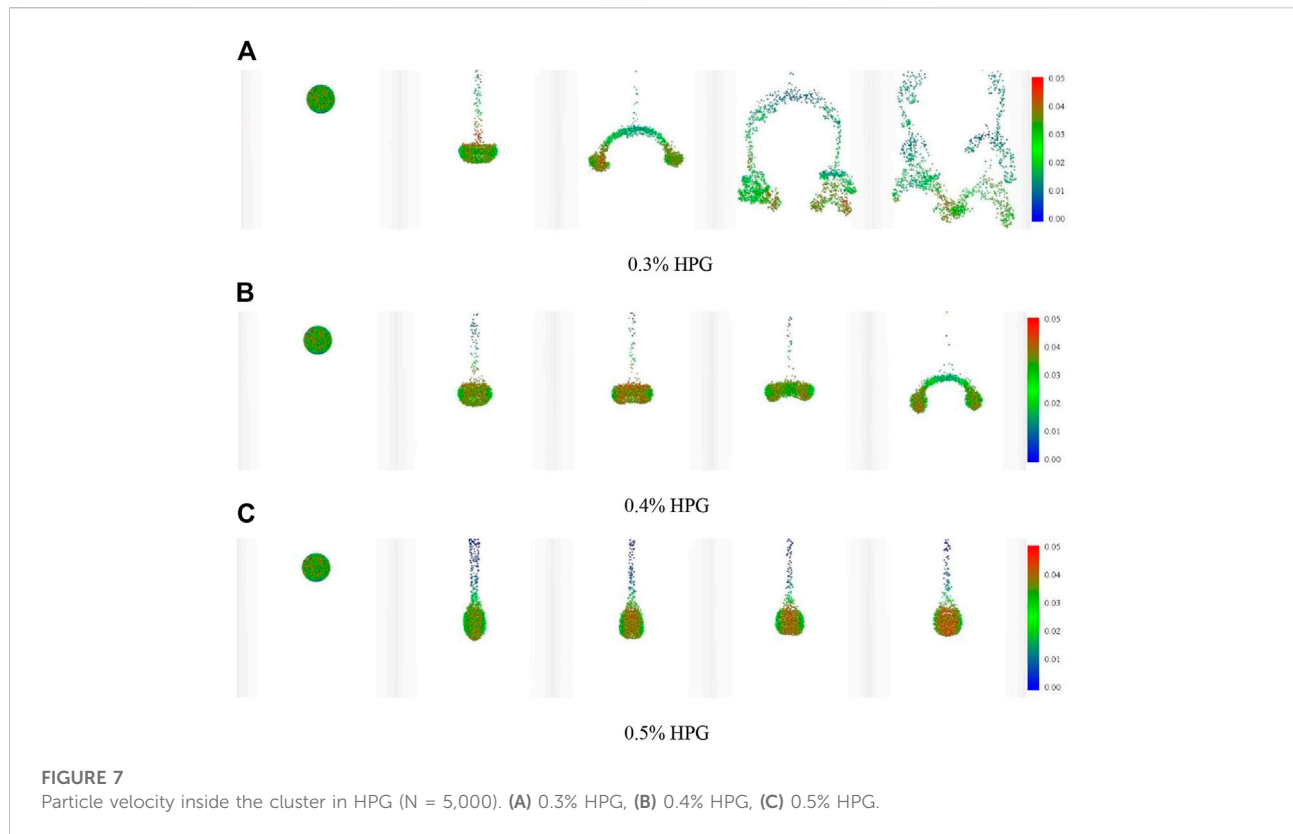 A
0.05
0.04
0.03
0.02
0.01
0.00
0.3% HPG
B
0.05
0.04
0.03
0.02
0.01
0.00
0.4% HPG
C
0.05
0.04
0.03
0.02
0.01
0.00
0.5% HPG
FIGURE 7
Particle velocity inside the cluster in HPG (N = 5,000). (A) 0.3% HPG, (B) 0.4% HPG, (C) 0.5% HPG.